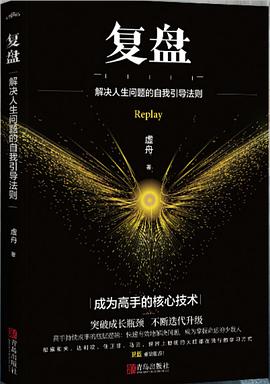 复盘
解决人生问题的自我引导法则
Replay
虚舟
著
成为高手的核心技术
突破成长瓶颈 不断迭代升级
青岛出版社
复盘
解决人生问题的自我引导法则
虚舟
著